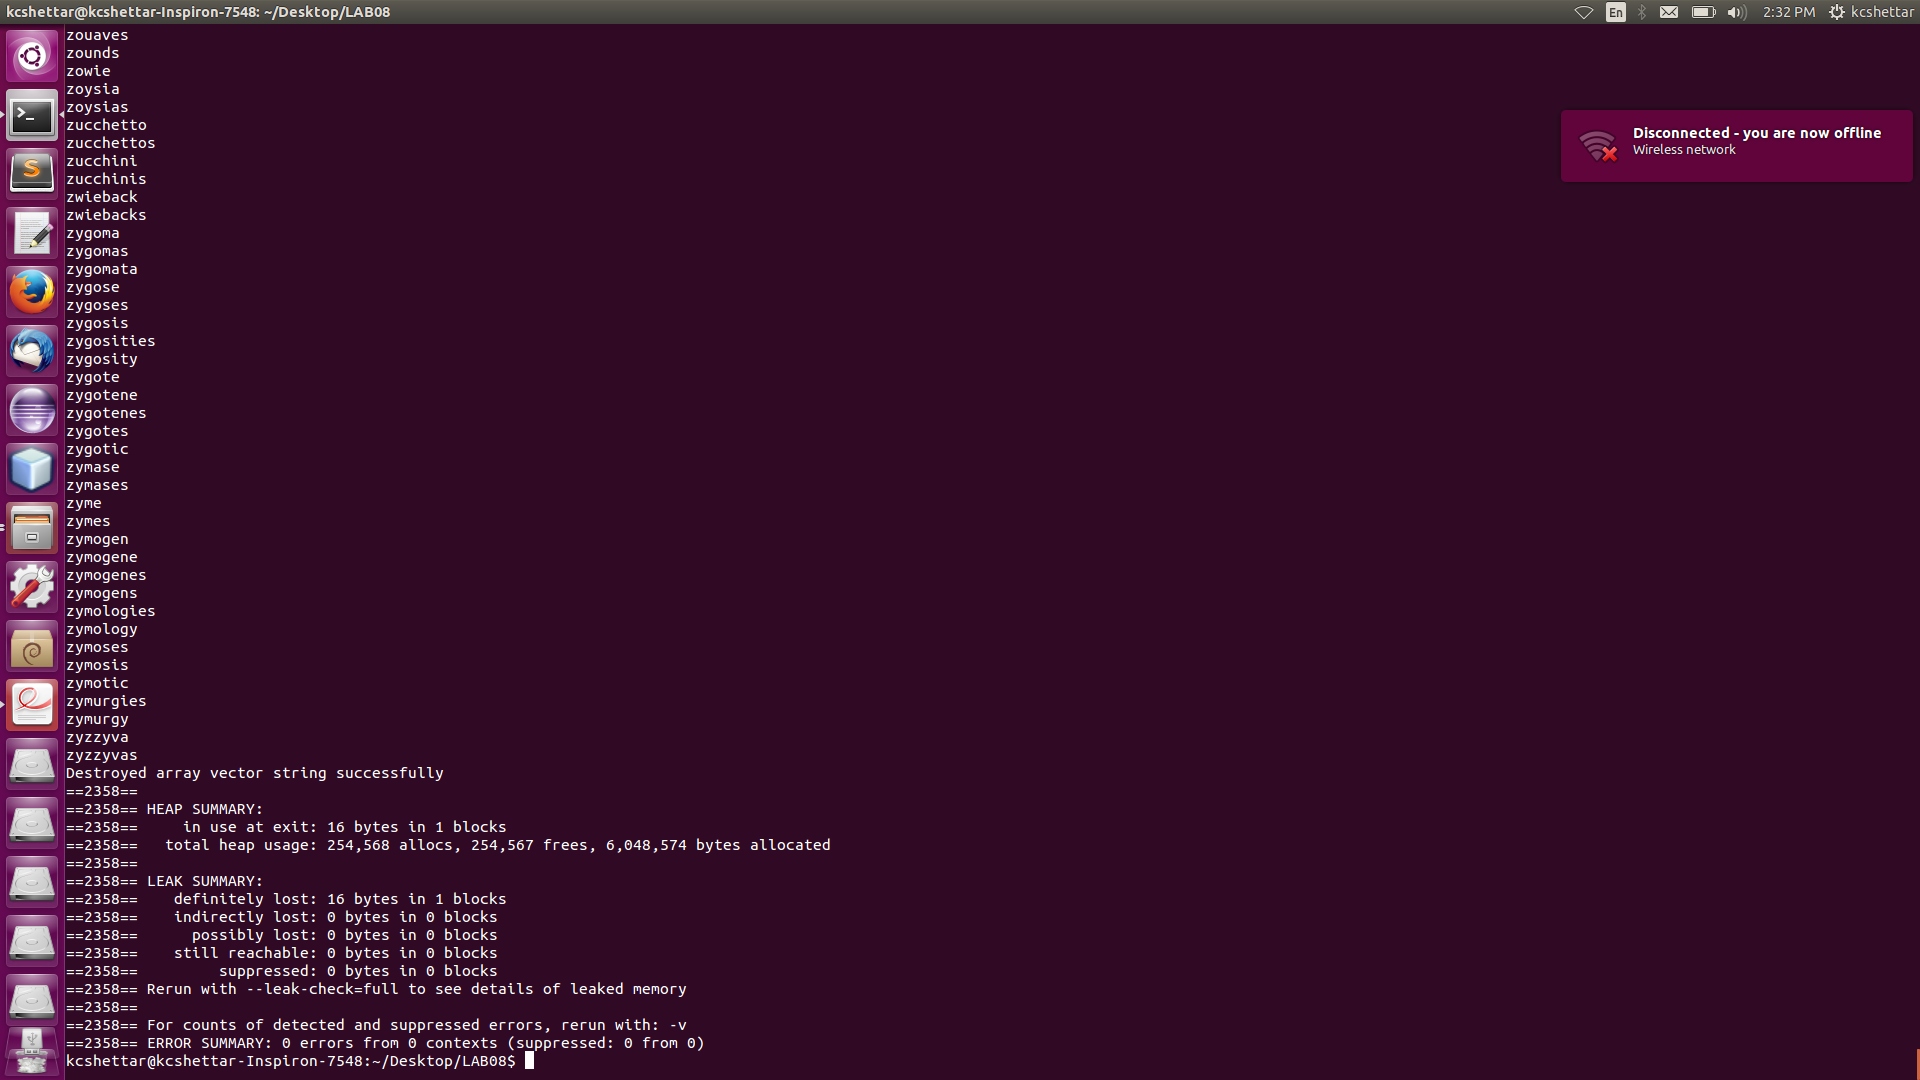 kcshettar@kcshettar-Inspiron-7548: ~/Desktop/LAB08
En
2:32 PM
kcshettar
Disconnected - you are now offline
Wireless network
zouaves
zounds
zowie
zoysia
zoysias
zucchetto
zucchettos
zucchini
zucchinis
zwieback
zwiebacks
zygoma
zygomas
zygomata
zygose
zygoses
zygosis
zygosities
zygosity
zygote
zygotene
zygotenes
zygotes
zygotic
zymase
zymases
zyme
zymes
zymogen
zymogene
zymogenes
zymogens
zymologies
zymology
zymoses
zymosis
zymotic
zymurgies
zymurgy
zyzzyva
zyzzyvas
Destroyed array vector string successfully
==2358==
==2358== HEAP SUMMARY:
==2358==     in use at exit: 16 bytes in 1 blocks
==2358==   total heap usage: 254,568 allocs, 254,567 frees, 6,048,574 bytes allocated
==2358==
==2358== LEAK SUMMARY:
==2358==    definitely lost: 16 bytes in 1 blocks
==2358==    indirectly lost: 0 bytes in 0 blocks
==2358==      possibly lost: 0 bytes in 0 blocks
==2358==    still reachable: 0 bytes in 0 blocks
==2358==         suppressed: 0 bytes in 0 blocks
==2358== Rerun with --leak-check=full to see details of leaked memory
==2358==
==2358== For counts of detected and suppressed errors, rerun with: -v
==2358== ERROR SUMMARY: 0 errors from 0 contexts (suppressed: 0 from 0)
kcshettar@kcshettar-Inspiron-7548:~/Desktop/LAB08$